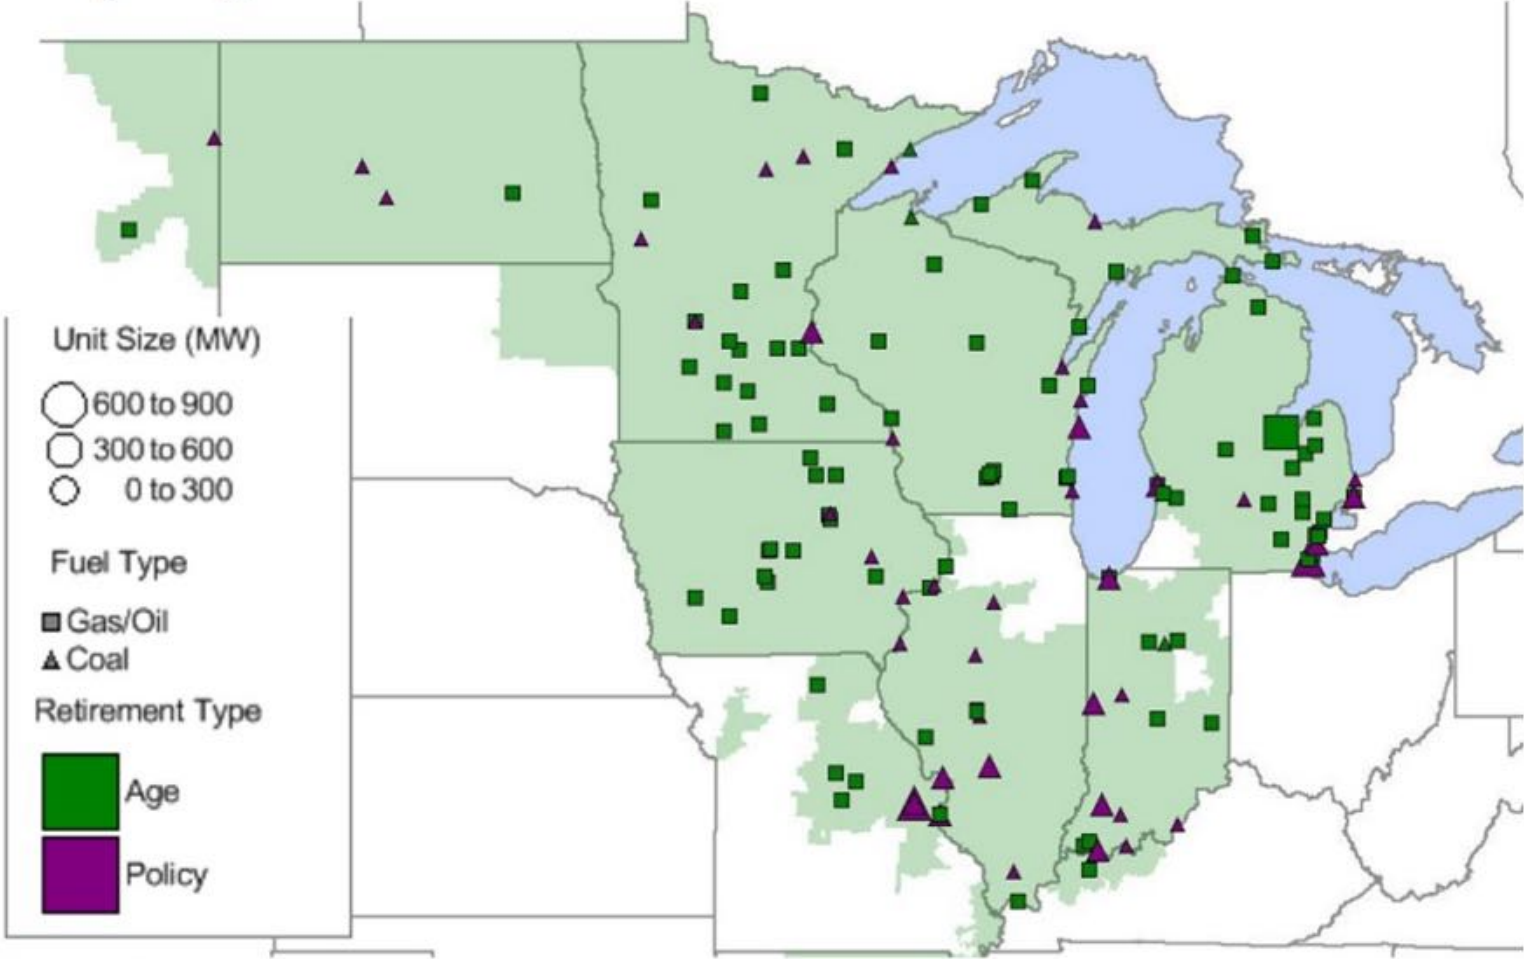 Unit Size (MW)
600 to 900
300 to 600
0 to 300
Fuel Type
Gas/Oil
Coal
Retirement Type
Age
Policy